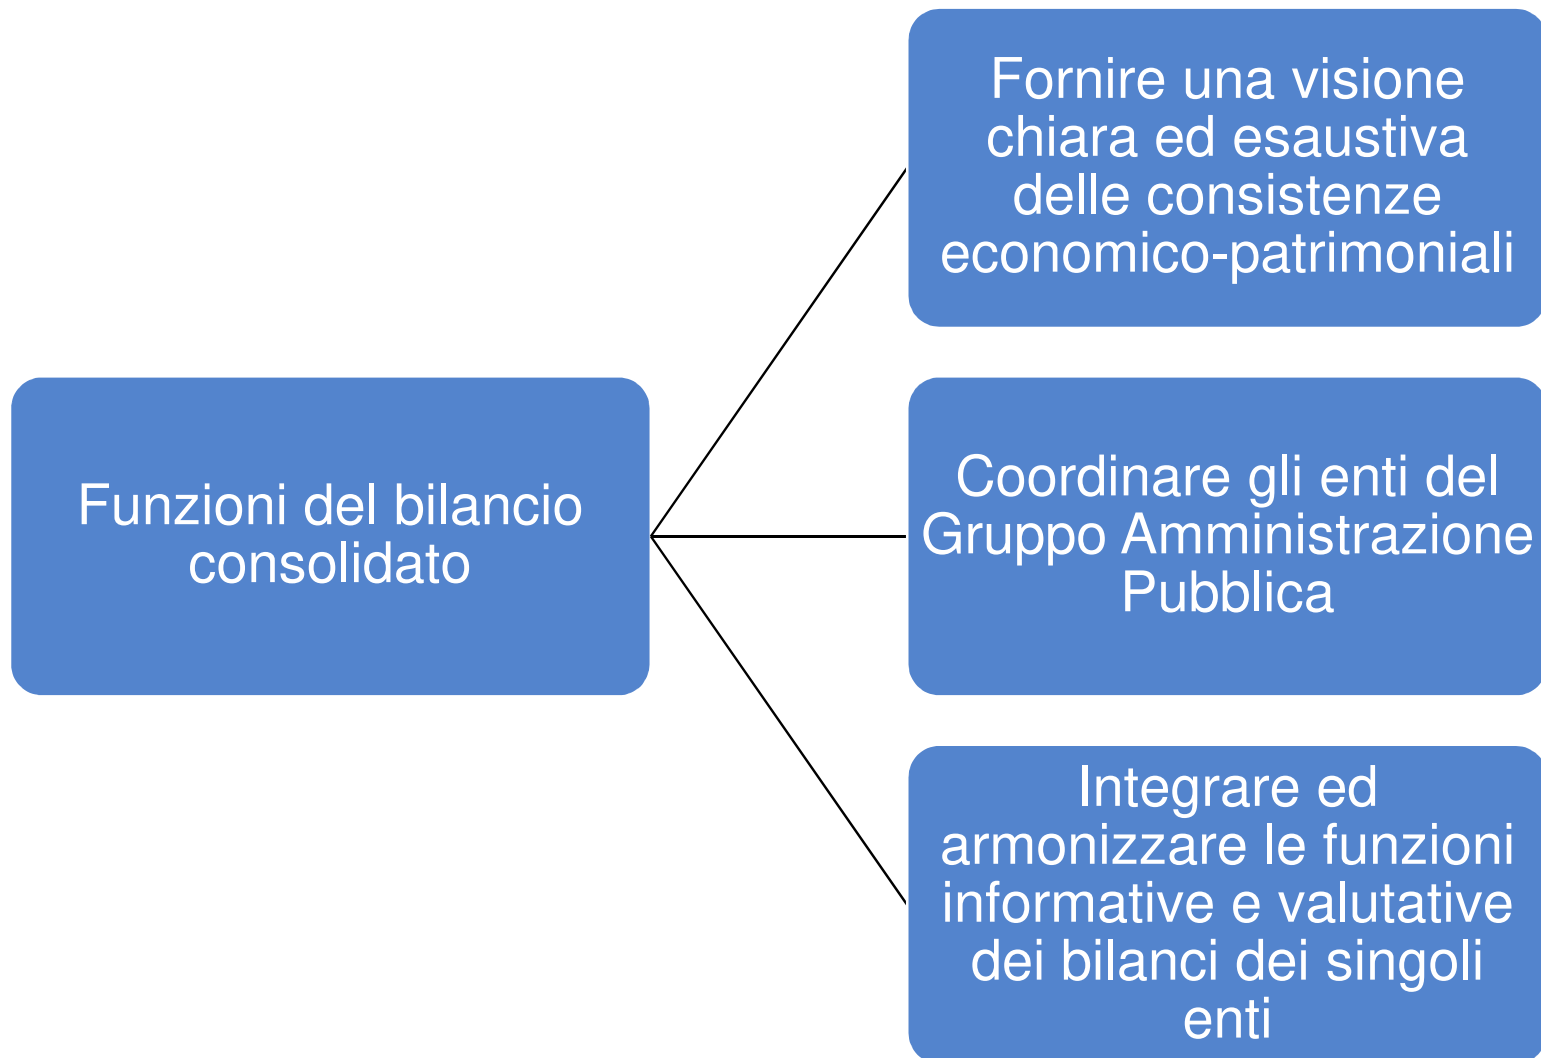 Fornire una visione
chiara ed esaustiva
delle consistenze
economico-patrimoniali
Funzioni del bilancio
consolidato
Coordinare gli enti del
Gruppo Amministrazione
Pubblica
Integrare ed
armonizzare le funzioni
informative e valutative
dei bilanci dei singoli
enti